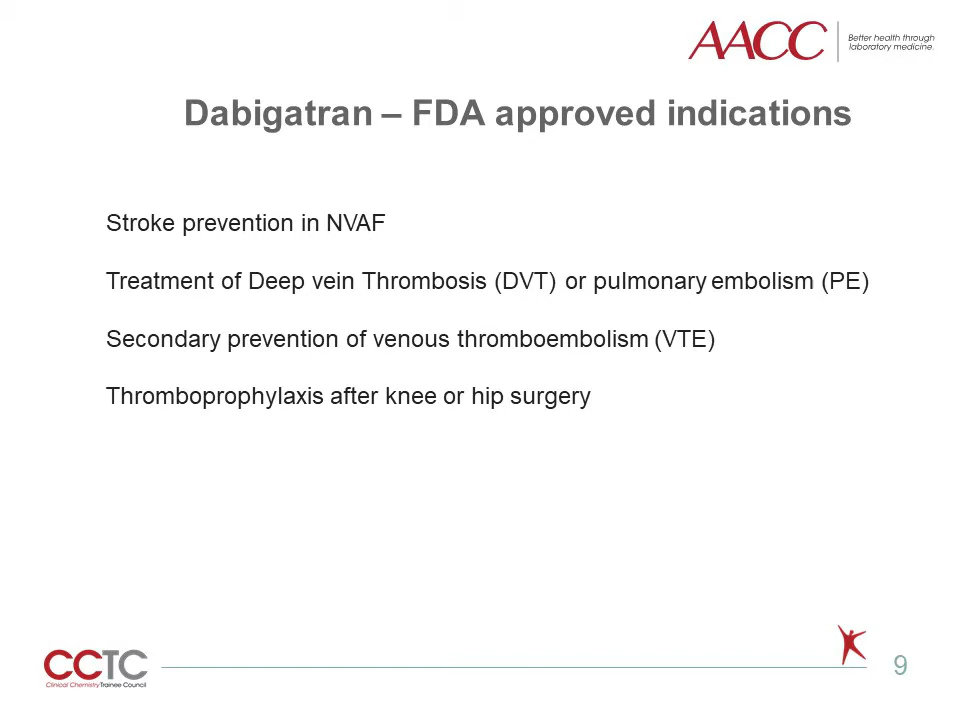 AACC
Better health through
laboratory medicine.
Dabigatran – FDA approved indications
Stroke prevention in NVAF
Treatment of Deep vein Thrombosis (DVT) or pulmonary embolism (PE)
Secondary prevention of venous thromboembolism (VTE)
Thromboprophylaxis after knee or hip surgery
CCTC
Clinical Chemistry Trainee Council
9